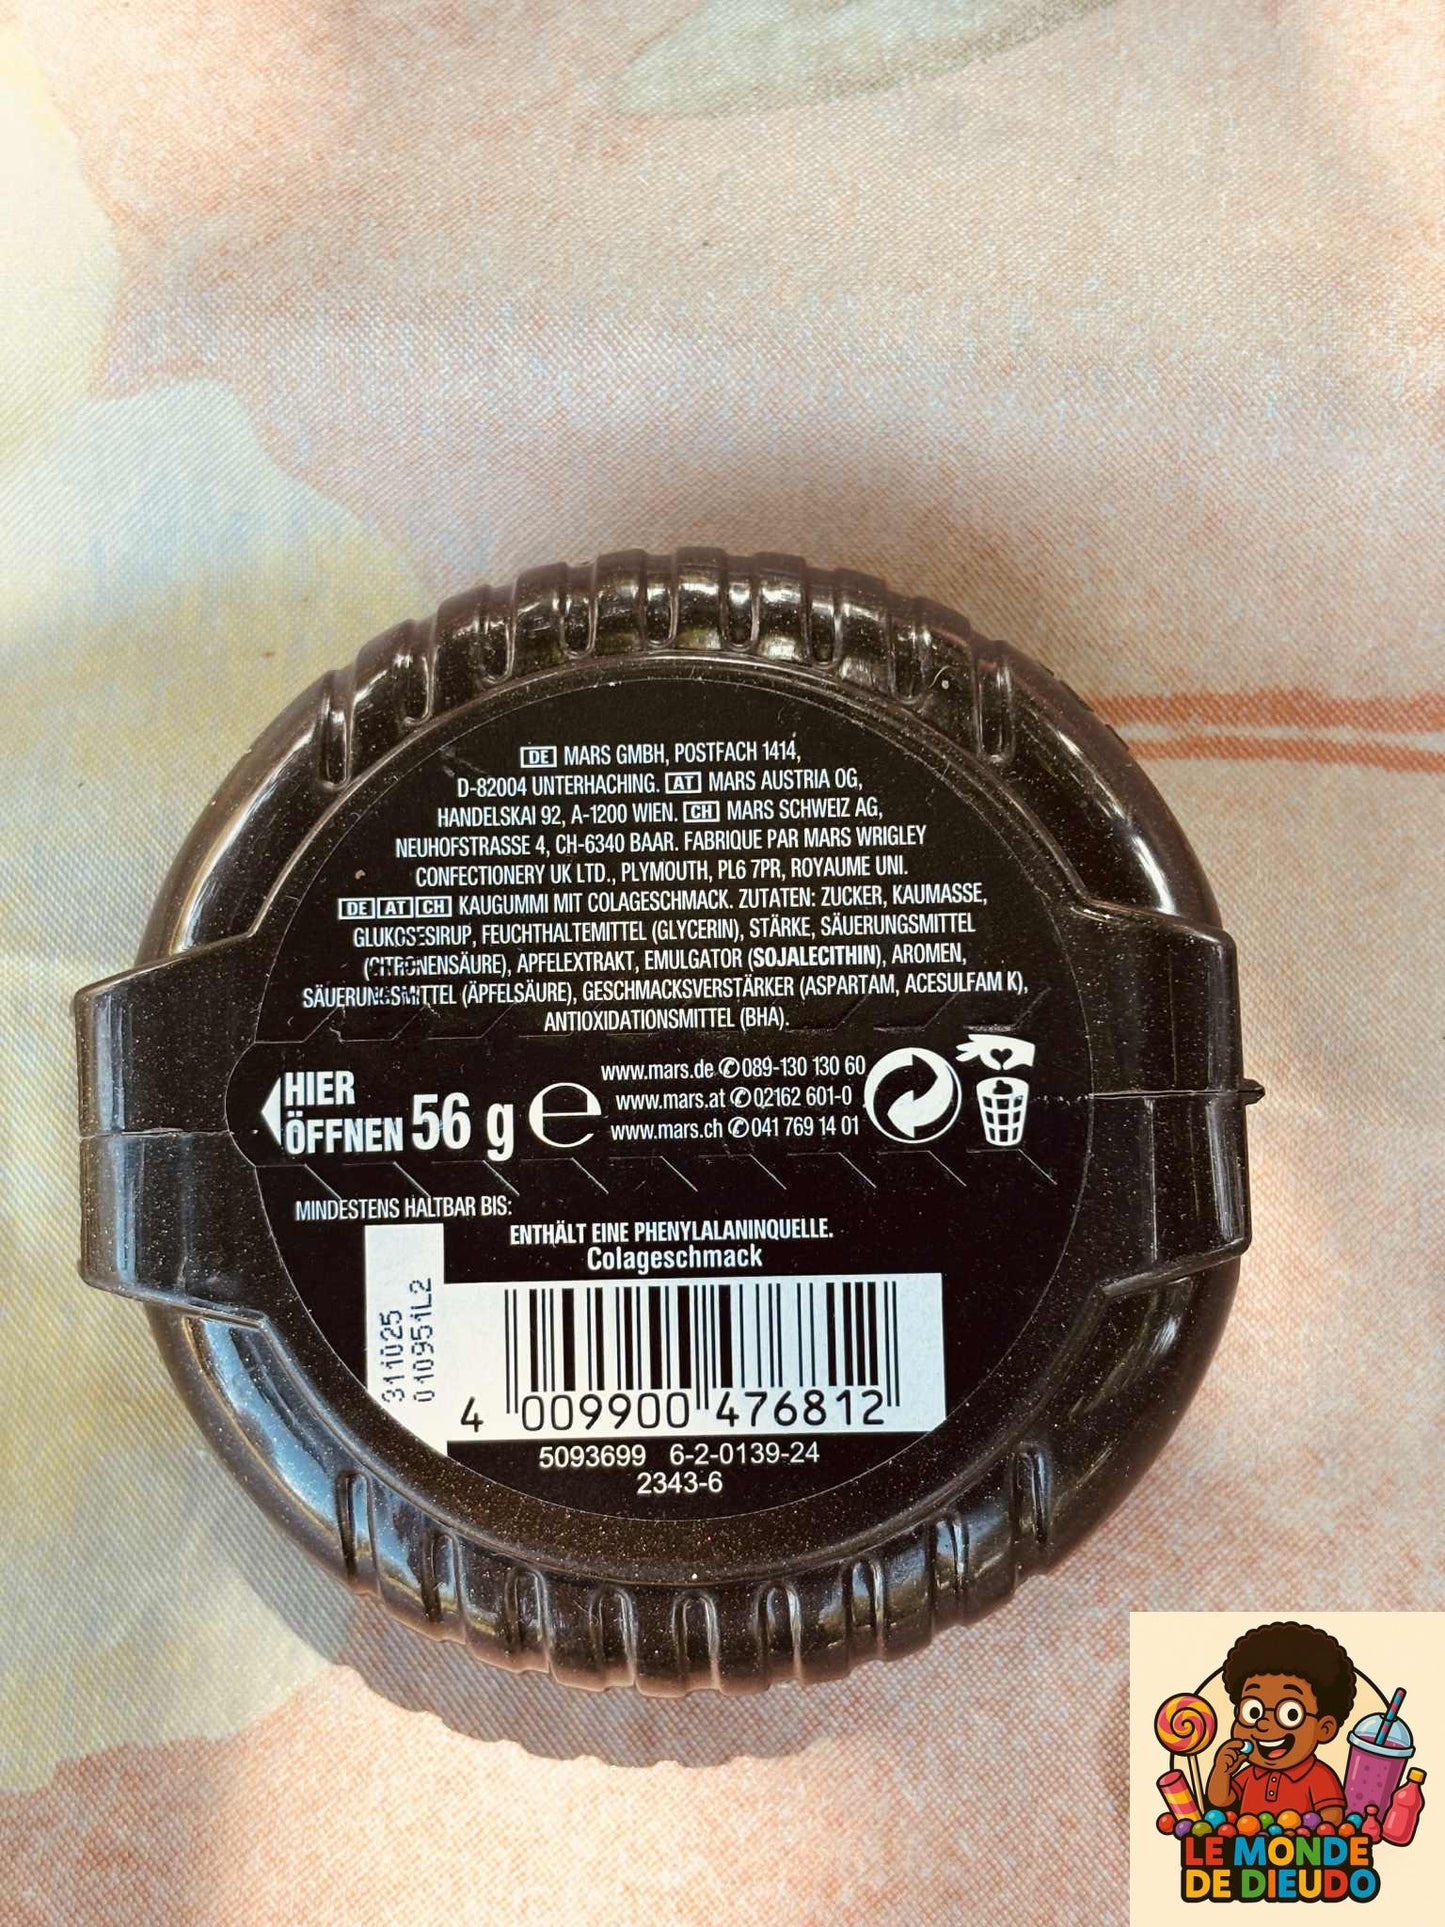 DE MARS GMBH, POSTFACH 1414,
D-82004 UNTERHACHING. AT MARS AUSTRIA OG,
HANDELSKAI 92, A-1200 WIEN. CH MARS SCHWEIZ AG,
NEUHOFSTRASSE 4, CH-6340 BAAR. FABRIQUE PAR MARS WRIGLEY
CONFECTIONERY UK LTD., PLYMOUTH, PL6 7PR, ROYAUME UNI.
DE AT CH KAUGUMMI MIT COLAGESCHMACK. ZUTATEN: ZUCKER, KAUMASSE,
GLUKOSESIRUP, FEUCHTHALTEMITTEL (GLYCERIN), STÄRKE, SÄUERUNGSMITTEL
(CITRONENSÄURE), APFELEXTRAKT, EMULGATOR (SOJALECITHIN), AROMEN,
SÄUERUNGSMITTEL (ÄPFELSÄURE), GESCHMACKSVERSTÄRKER (ASPARTAM, ACESULFAM K),
ANTIOXIDATIONSMITTEL (BHA).
HIER
ÖFFNEN
56 g e
www.mars.de ✆089-130 130 60
www.mars.at ✆02162 601-0
www.mars.ch ✆041 769 14 01
MINDESTENS HALTBAR BIS:
ENTHÄLT EINE PHENYLALANINQUELLE.
Colageschmack
311025
010951L2
4 009900 476812
5093699 6-2-0139-24
2343-6
LE MONDE
DE DIEUDO